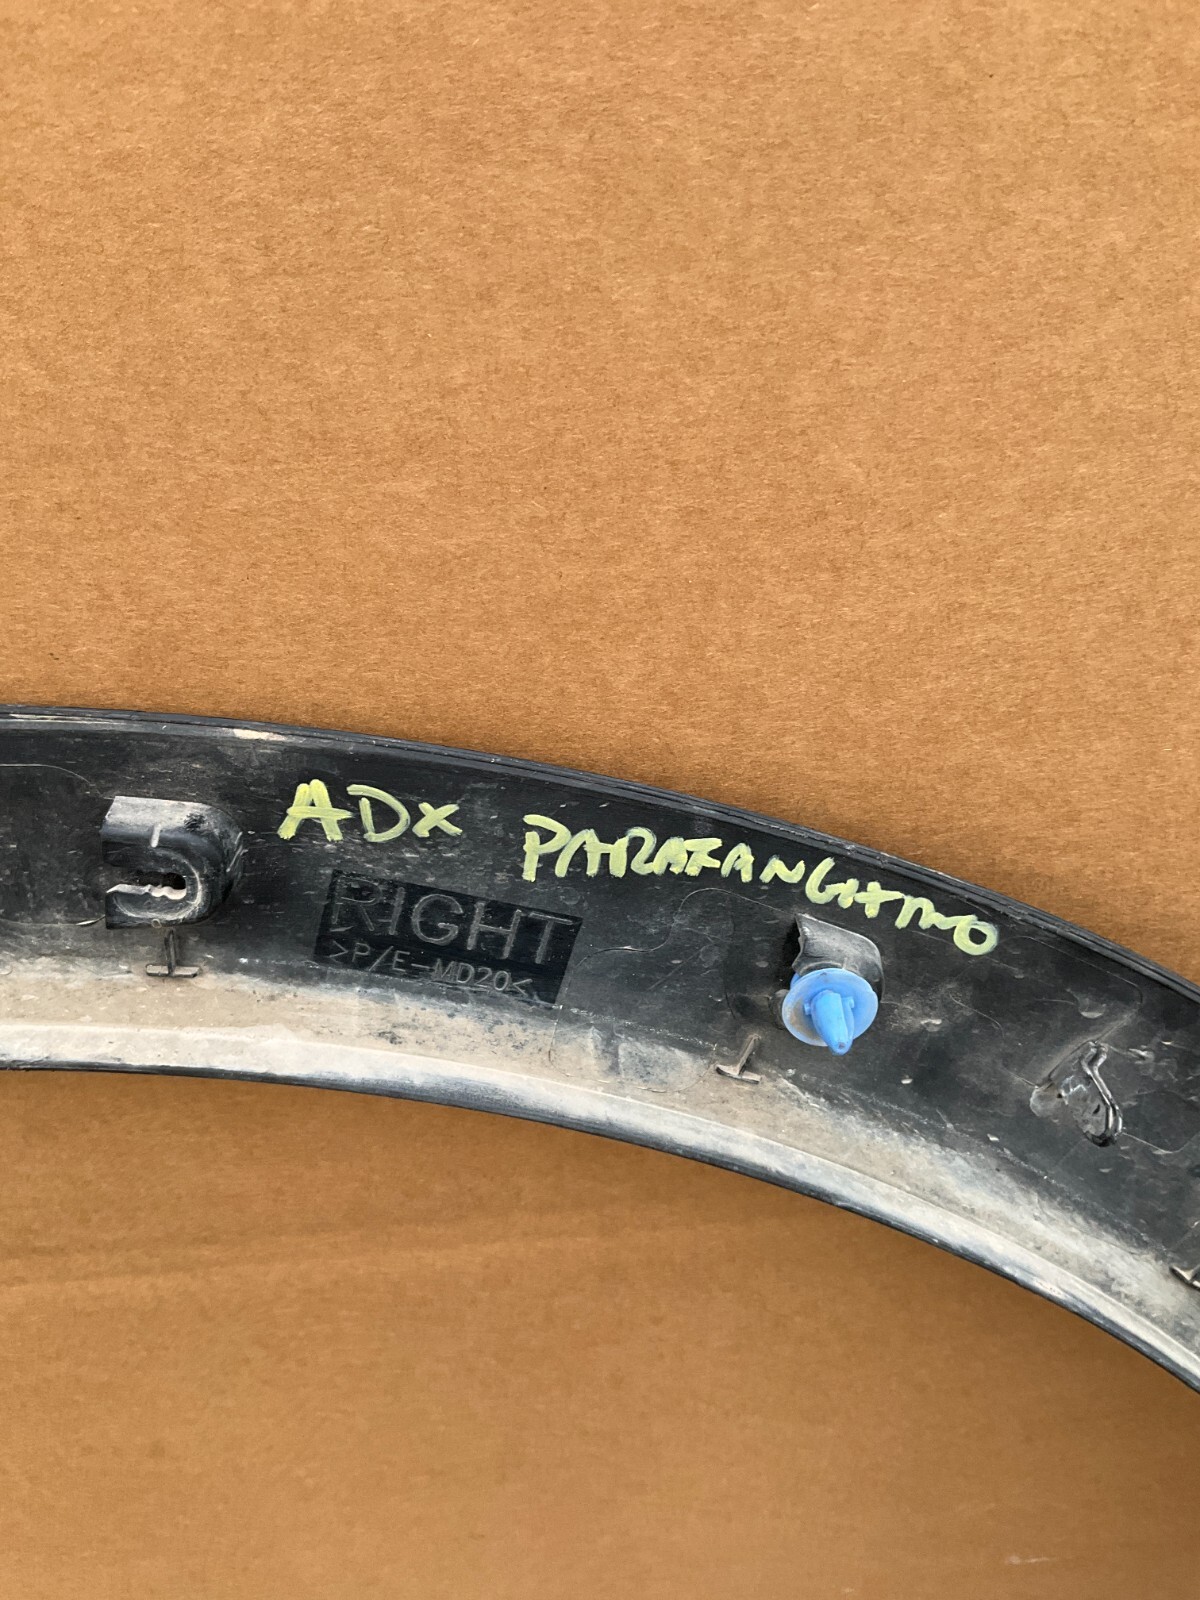 ADX PARAFANGHINO
RIGHT
>P/E-MD20<